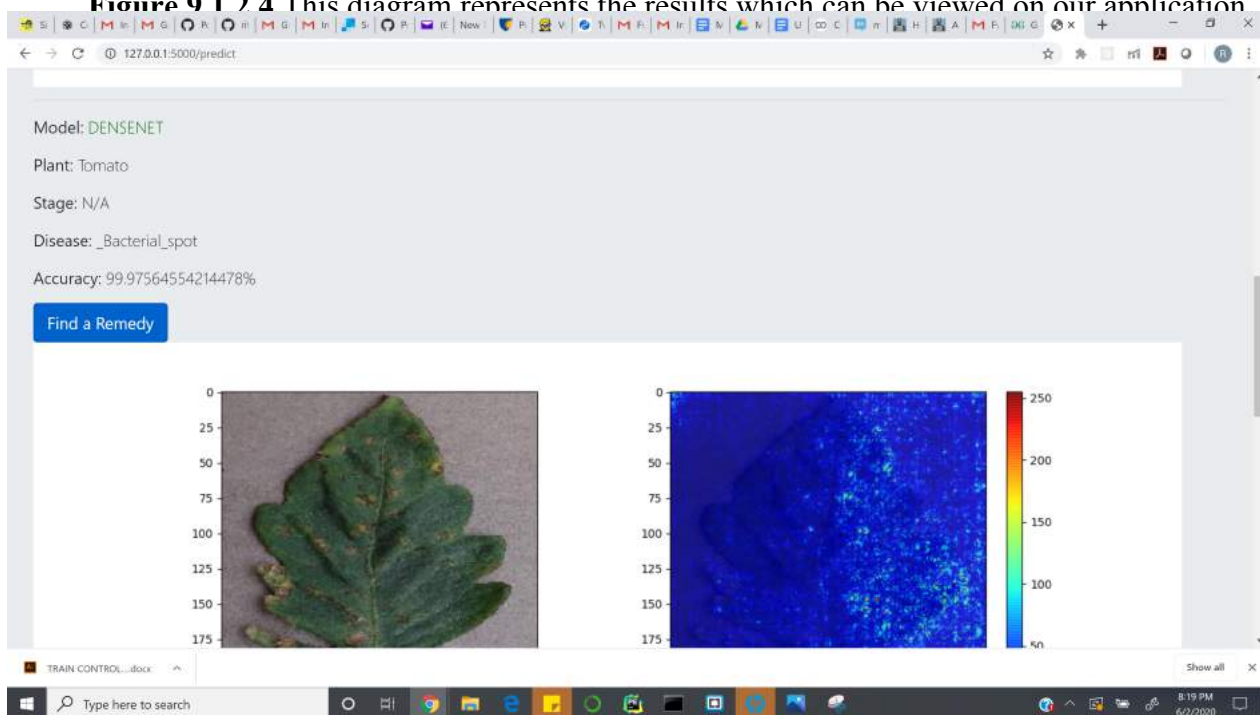 Figure 9.1.2.4 This diagram represents the results which can be viewed on our application
127.0.0.1:5000/predict
Model: DENSENET
Plant: Tomato
Stage: N/A
Disease: _Bacterial_spot
Accuracy: 99.97564554214478%
Find a Remedy
0
25
50
75
100
125
150
175
0
25
50
75
100
125
150
175
250
200
150
100
50
TRAIN CONTROL...docx
Show all
Type here to search
8:19 PM
6/2/2020